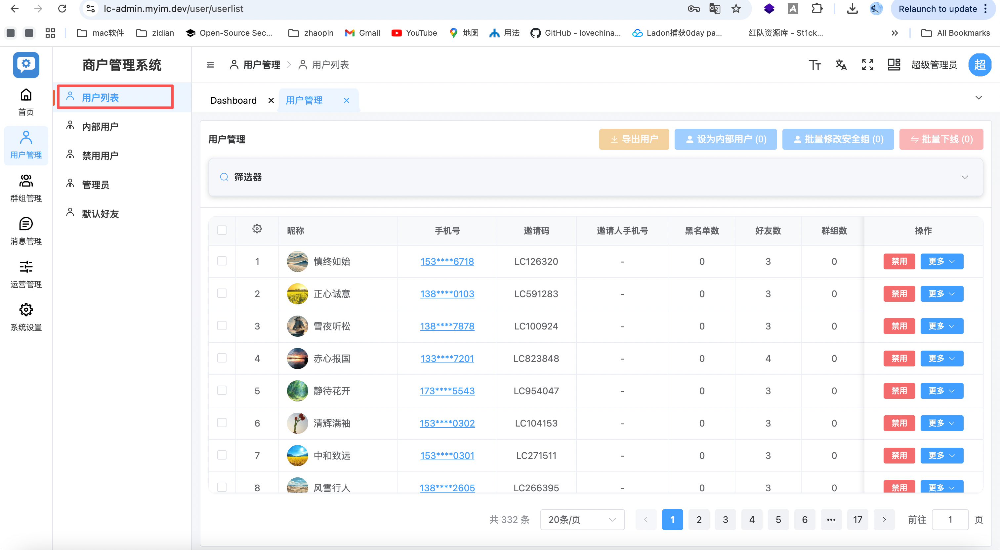 lc-admin.myim.dev/user/userlist
Relaunch to update
mac软件
zidian
Open-Source Sec...
zhaopin
Gmail
YouTube
地图
用法
GitHub - lovechina...
Ladon捕获0day pa...
红队资源库 - St1ck...
All Bookmarks
商户管理系统
用户管理 > 用户列表
超级管理员
超
首页
用户管理
群组管理
消息管理
运营管理
系统设置
用户列表
内部用户
禁用用户
管理员
默认好友
Dashboard
用户管理
用户管理
导出用户
设为内部用户 (0)
批量修改安全组 (0)
批量下线 (0)
筛选器
昵称 手机号 邀请码 邀请人手机号 黑名单数 好友数 群组数 操作
1 慎终如始 153****6718 LC126320 - 0 3 0 禁用 更多
2 正心诚意 138****0103 LC591283 - 0 3 0 禁用 更多
3 雪夜听松 138****7878 LC100924 - 0 3 0 禁用 更多
4 赤心报国 133****7201 LC823848 - 0 4 0 禁用 更多
5 静待花开 173****5543 LC954047 - 0 3 0 禁用 更多
6 清辉满袖 153****0302 LC104153 - 0 3 0 禁用 更多
7 中和致远 153****0301 LC271511 - 0 3 0 禁用 更多
8 风雪行人 138****2605 LC266395 - 0 3 0 禁用 更多
共 332 条 20条/页 1 2 3 4 5 6 ••• 17 前往 1 页